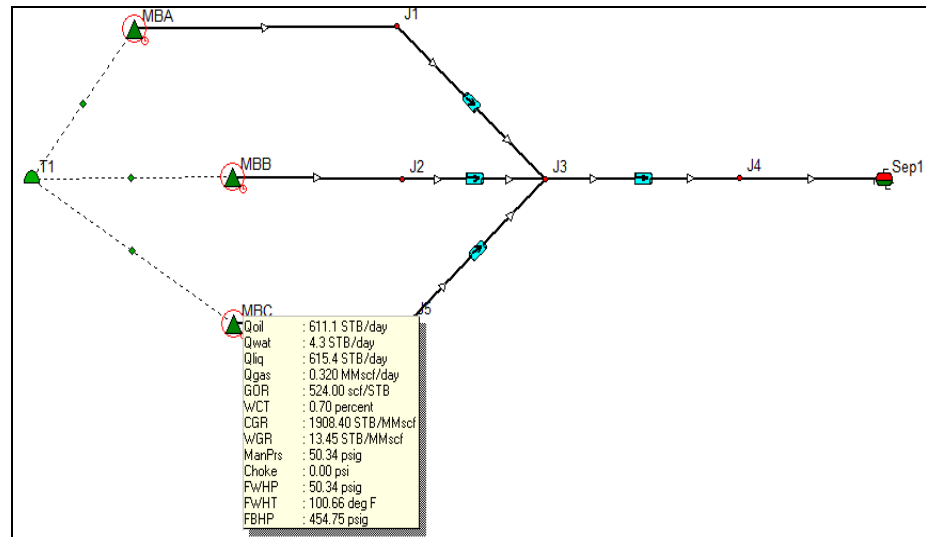 MBA
J1
T1
MBB
J2
J3
J4
Sep1
MBC
J5
Qoil : 611.1 STB/day
Qwat : 4.3 STB/day
Qliq : 615.4 STB/day
Qgas : 0.320 MMscf/day
GOR : 524.00 scf/STB
WCT : 0.70 percent
CGR : 1908.40 STB/MMscf
WGR : 13.45 STB/MMscf
ManPrs : 50.34 psig
Choke : 0.00 psi
FWHP : 50.34 psig
FWHT : 100.66 deg F
FBHP : 454.75 psig